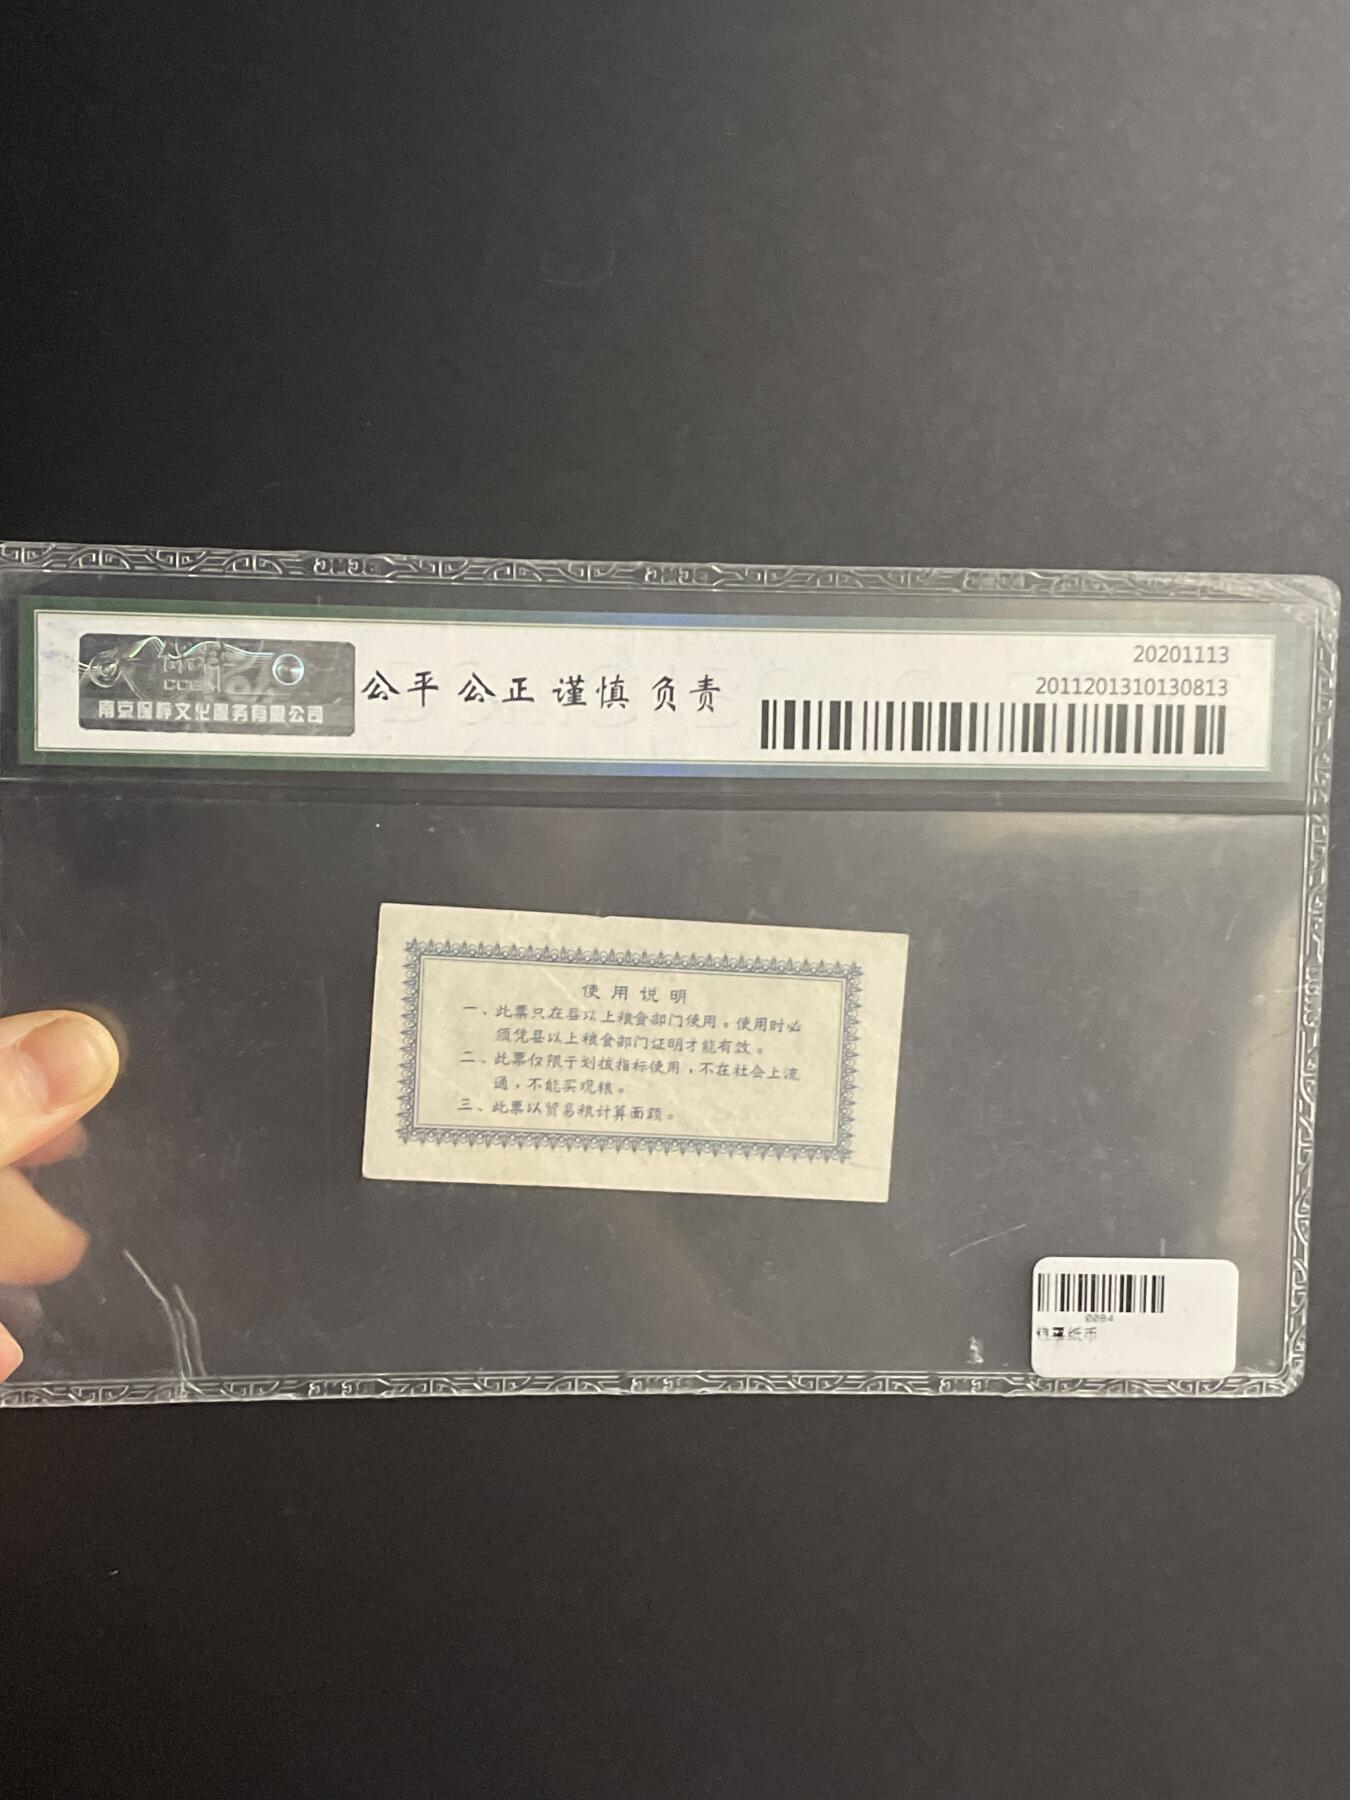 20201113
2011201310130813
公平 公正 谨慎 负责
文化服务有限公司
使用说明
一、此票只在县以上粮食部门使用。使用时必
须凭县以上粮食部门证明才能有效。
二、此票仅限于划拨指标使用,不在社会上流
通,不能买现粮。
三、此票以贸易粮计算面额。
0084
纸币